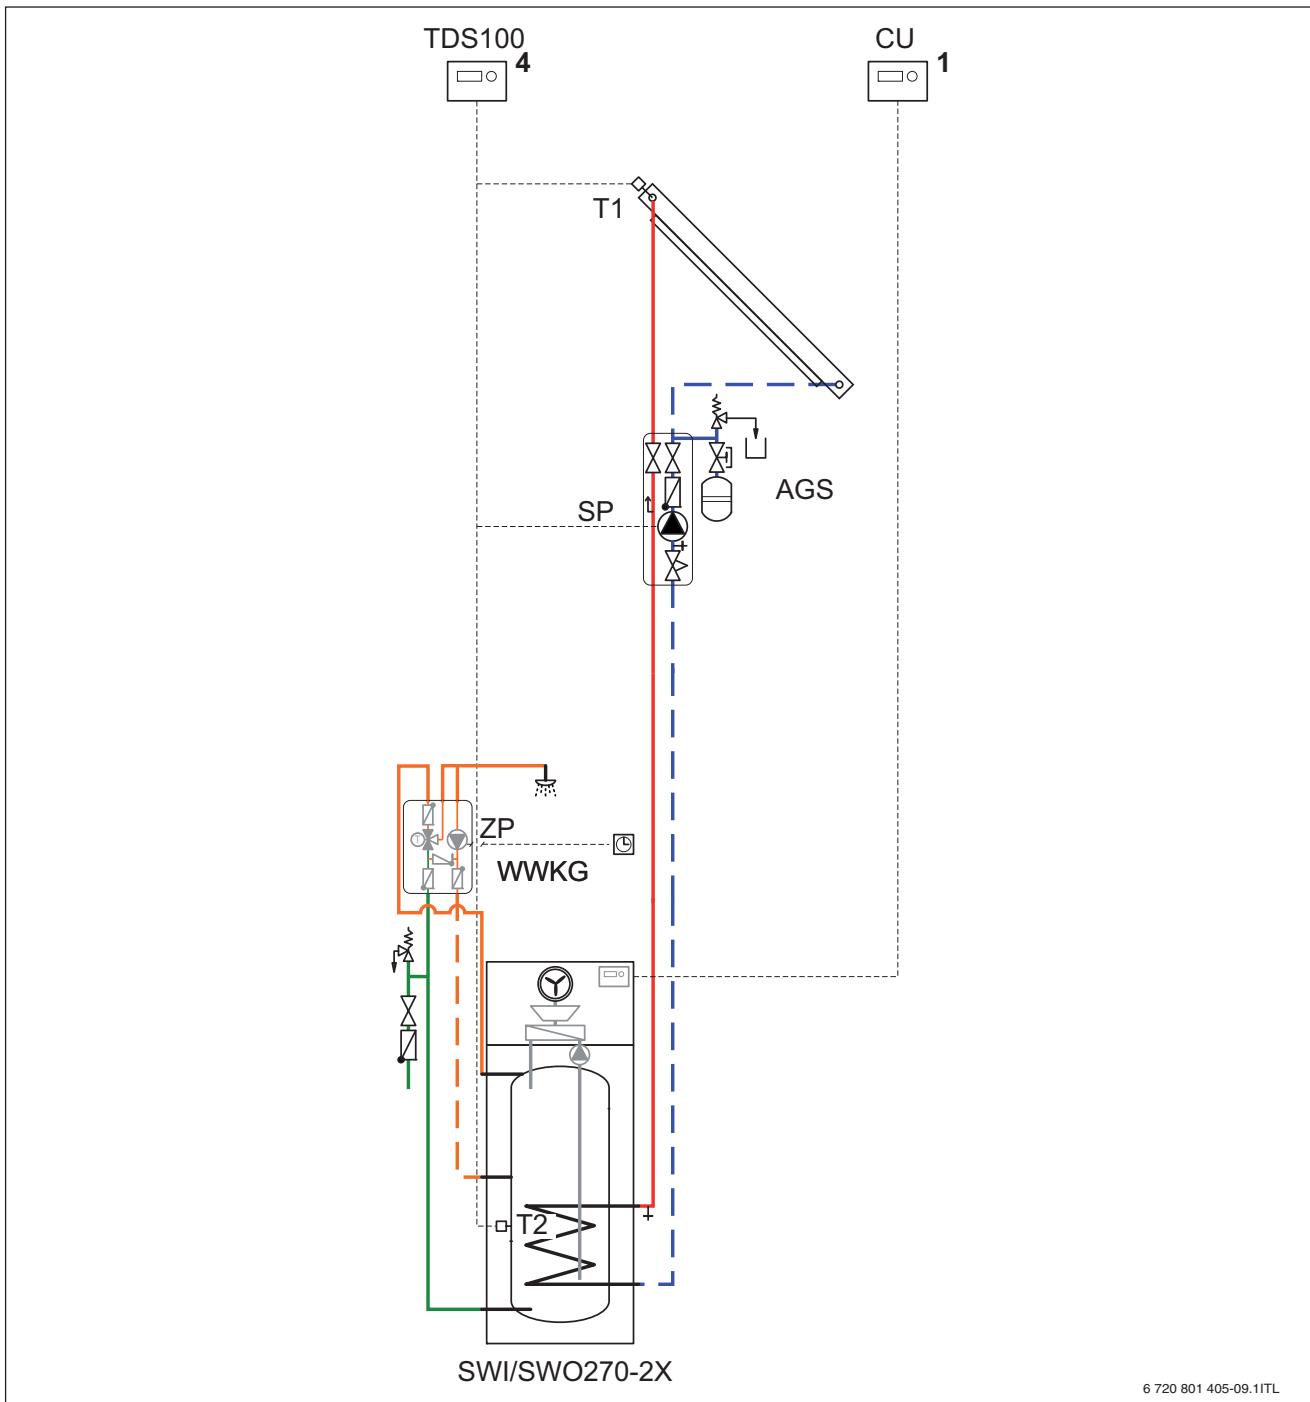 TDS100
4
CU
1
T1
AGS
SP
ZP
T
WWKG
T2
SWI/SWO270-2X
6 720 801 405-09.1ITL